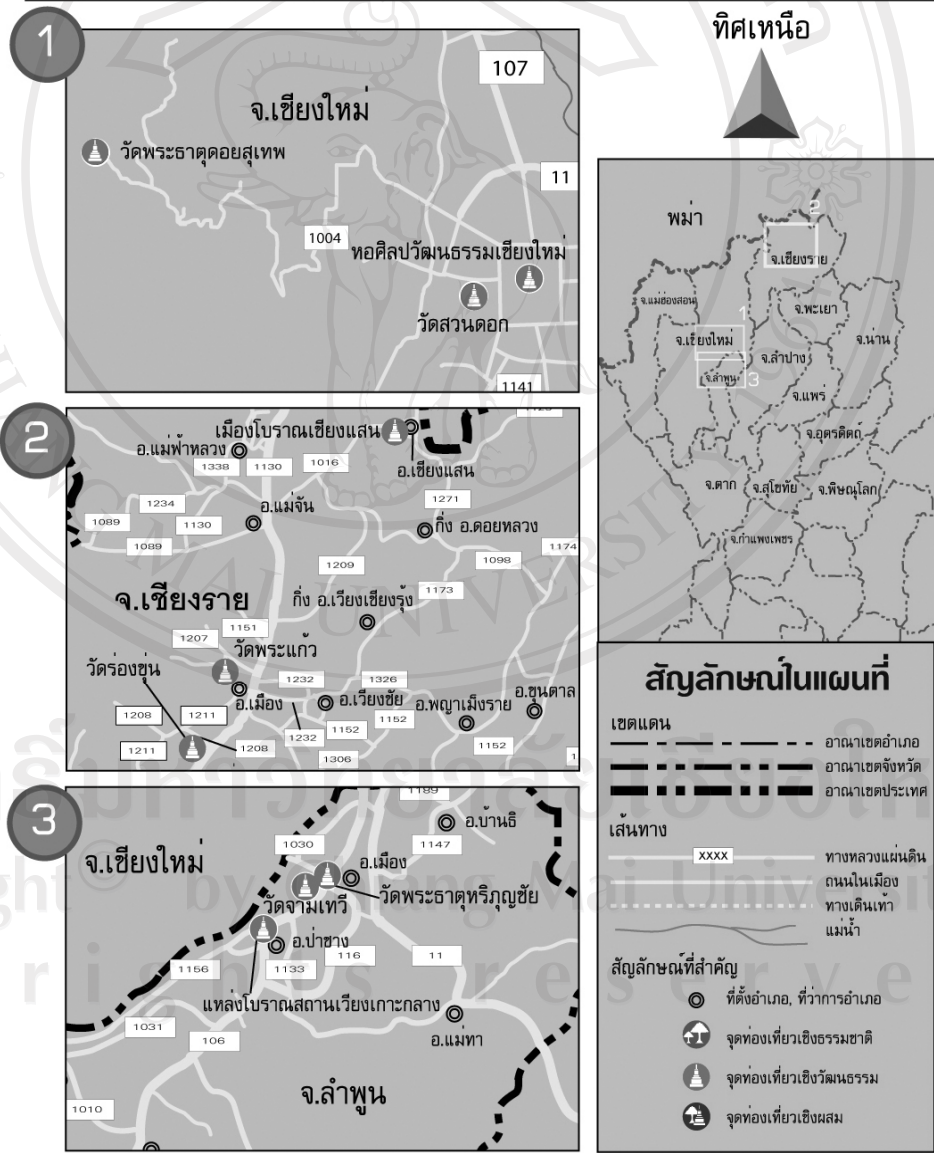 1
107
จ.เชียงใหม่
วัดพระธาตุดอยสุเทพ
11
1004
หอศิลปวัฒนธรรมเชียงใหม่
วัดสวนดอก
1141
2
เมืองโบราณเชียงแสน
อ.แม่ฟ้าหลวง
1338
1130
1016
อ.เชียงแสน
1271
1234
อ.แม่จัน
1089
1130
กิ่ง อ.ดอยหลวง
1089
1174
1098
1209
1173
จ.เชียงราย
กิ่ง อ.เวียงเชียงรุ้ง
1151
1207
วัดพระแก้ว
วัดร่องขุ่น
1232
1326
อ.เมือง
อ.เวียงชัย
อ.พญาเม็งราย
อ.ขุนตาล
1208
1211
1152
1232
1152
1152
1211
1208
1306
3
1189
อ.บ้านธิ
1030
1147
จ.เชียงใหม่
อ.เมือง
วัดพระธาตุหริภุญชัย
วัดจามเทวี
อ.ป่าซาง
116
11
1156
1133
แหล่งโบราณสถานเวียงเกาะกลาง
1031
106
อ.แม่ทา
จ.ลำพูน
1010
ทิศเหนือ
พม่า
2
จ.เชียงราย
จ.แม่ฮ่องสอน
1
จ.พะเยา
จ.เชียงใหม่
จ.น่าน
จ.ลำปาง
จ.ลำพูน
3
จ.แพร่
จ.อุตรดิตถ์
จ.ตาก
จ.สุโขทัย
จ.พิษณุโลก
จ.กำแพงเพชร
สัญลักษณ์ในแผนที่
เขตแดน
อาณาเขตอำเภอ
อาณาเขตจังหวัด
อาณาเขตประเทศ
เส้นทาง
XXXX
ทางหลวงแผ่นดิน
ถนนในเมือง
ทางเดินเท้า
แม่น้ำ
สัญลักษณ์ที่สำคัญ
ที่ตั้งอำเภอ, ที่ว่าการอำเภอ
จุดท่องเที่ยวเชิงธรรมชาติ
จุดท่องเที่ยวเชิงวัฒนธรรม
จุดท่องเที่ยวเชิงผสม